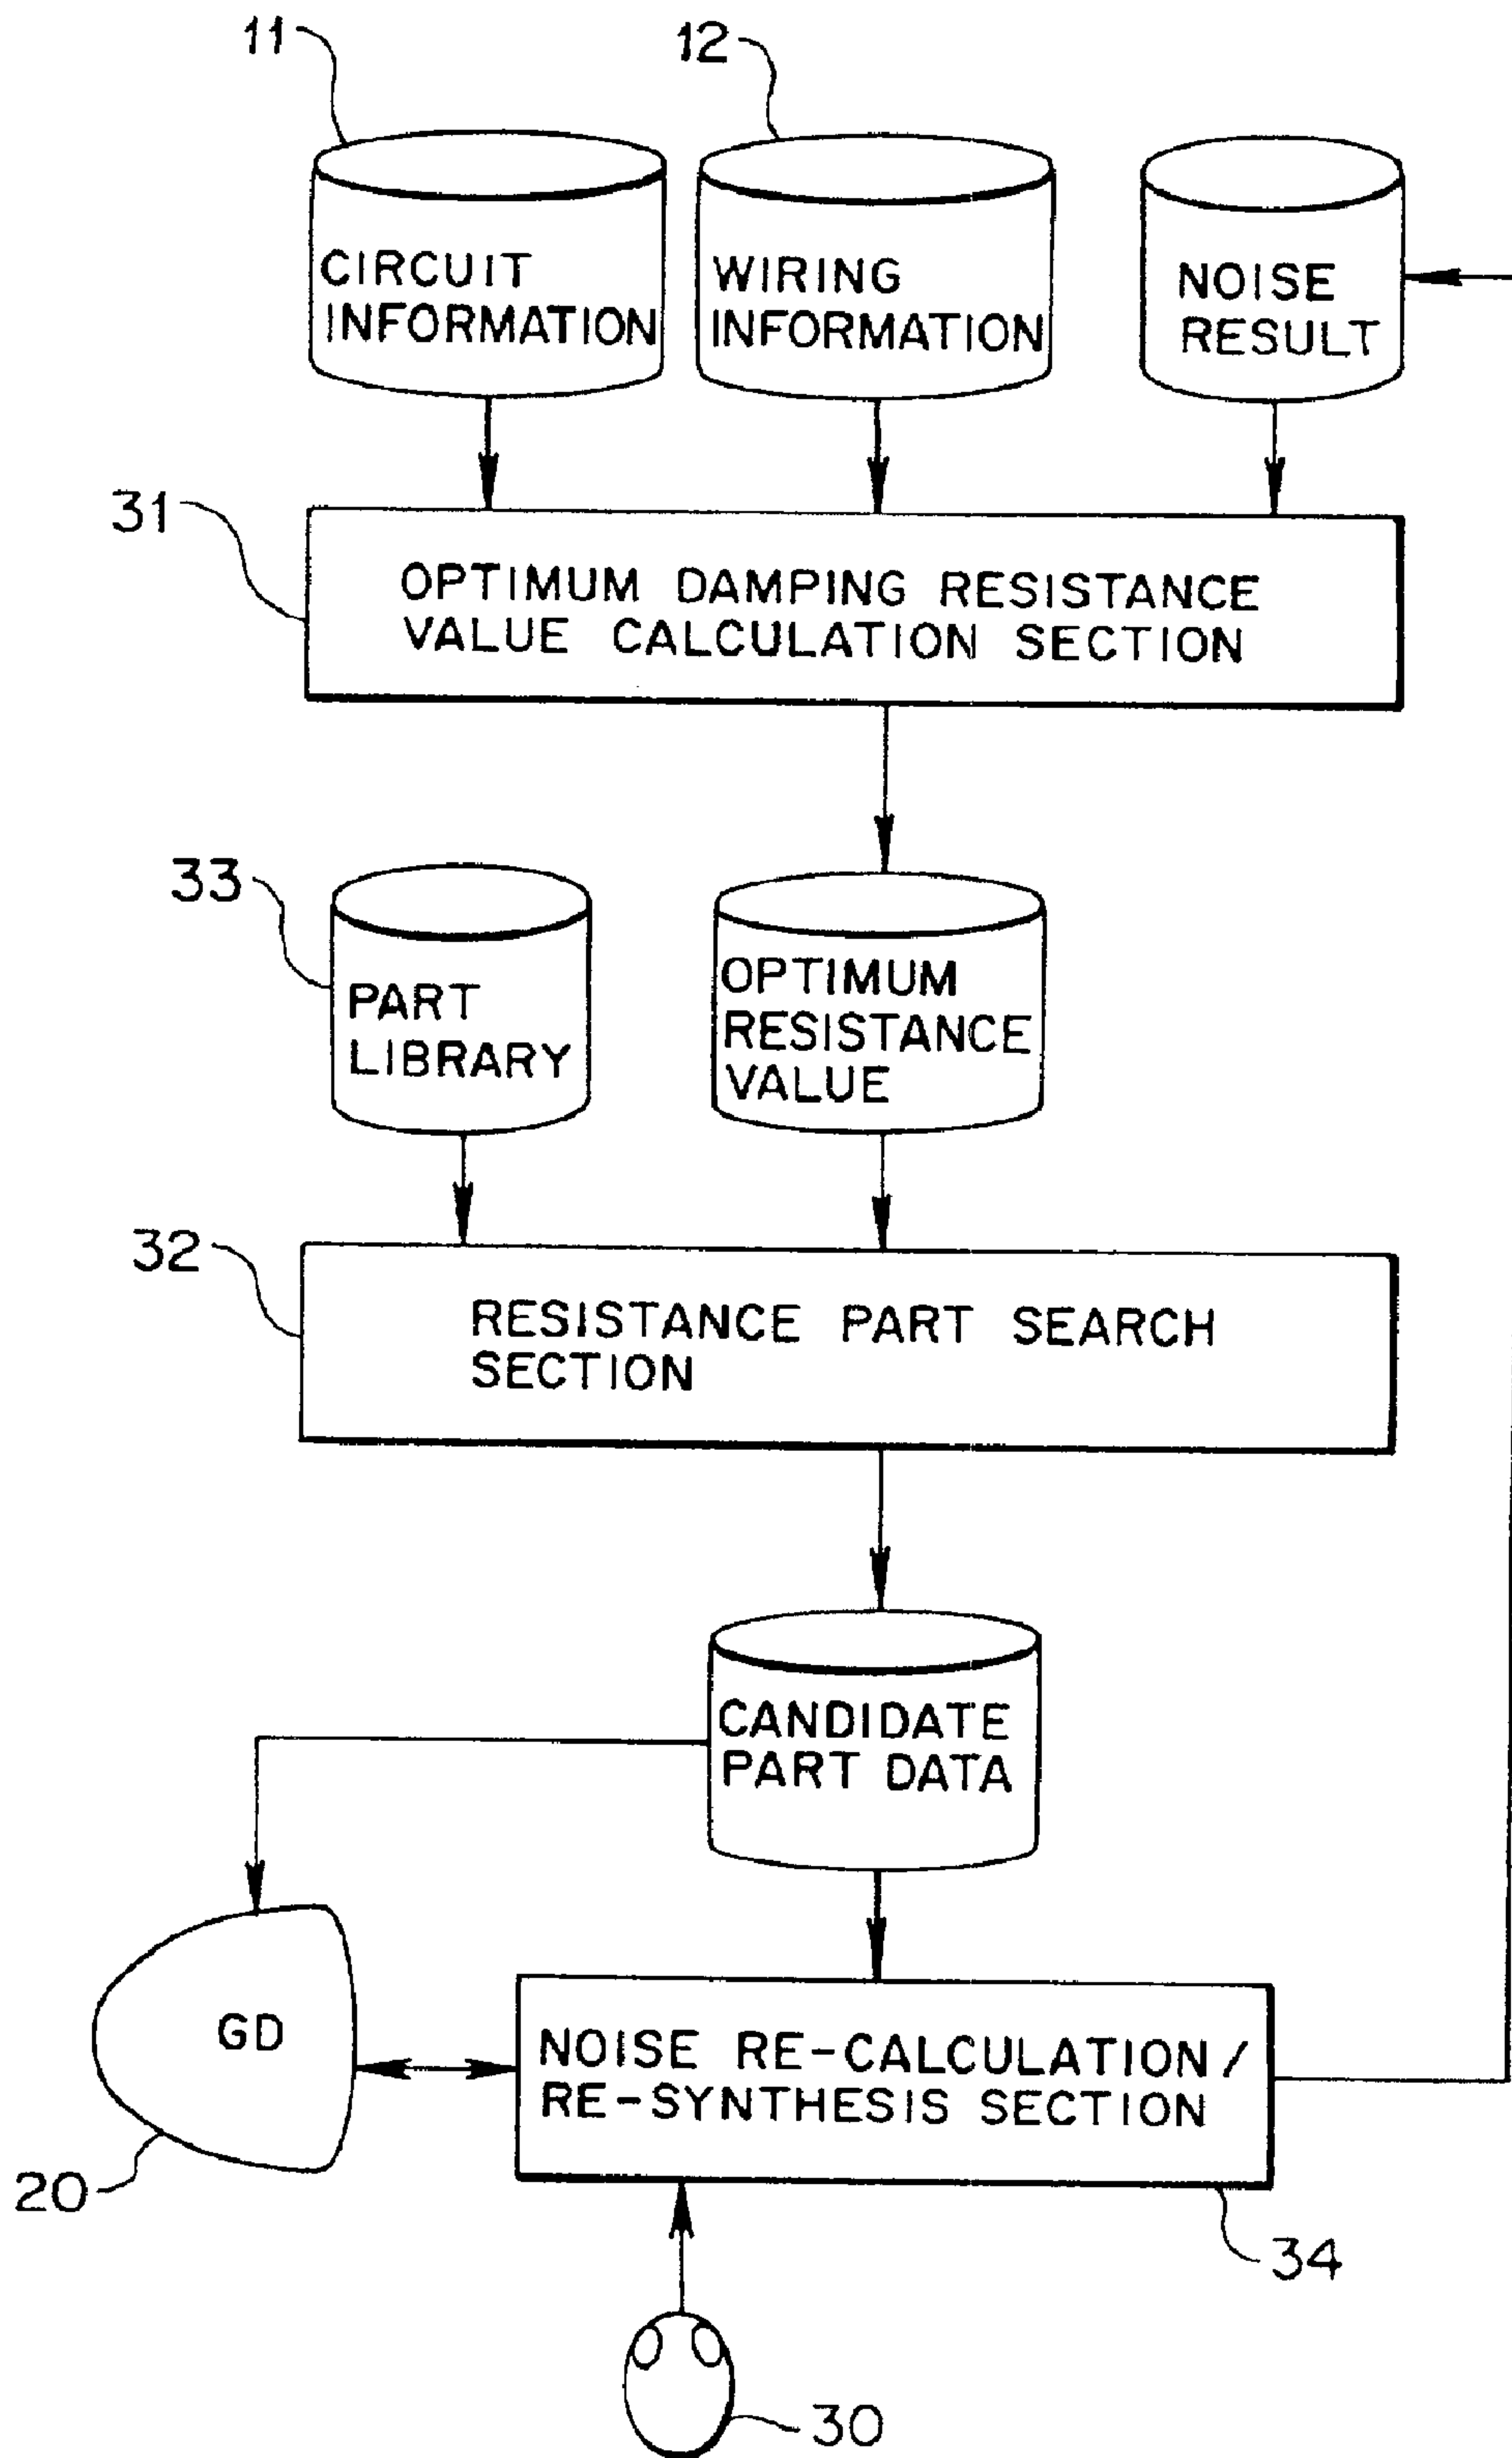 11
12
CIRCUIT
INFORMATION
WIRING
INFORMATION
NOISE
RESULT
31
OPTIMUM DAMPING RESISTANCE
VALUE CALCULATION SECTION
33
PART
LIBRARY
OPTIMUM
RESISTANCE
VALUE
32
RESISTANCE PART SEARCH
SECTION
CANDIDATE
PART DATA
GD
NOISE RE-CALCULATION/
RE-SYNTHESIS SECTION
20
34
30